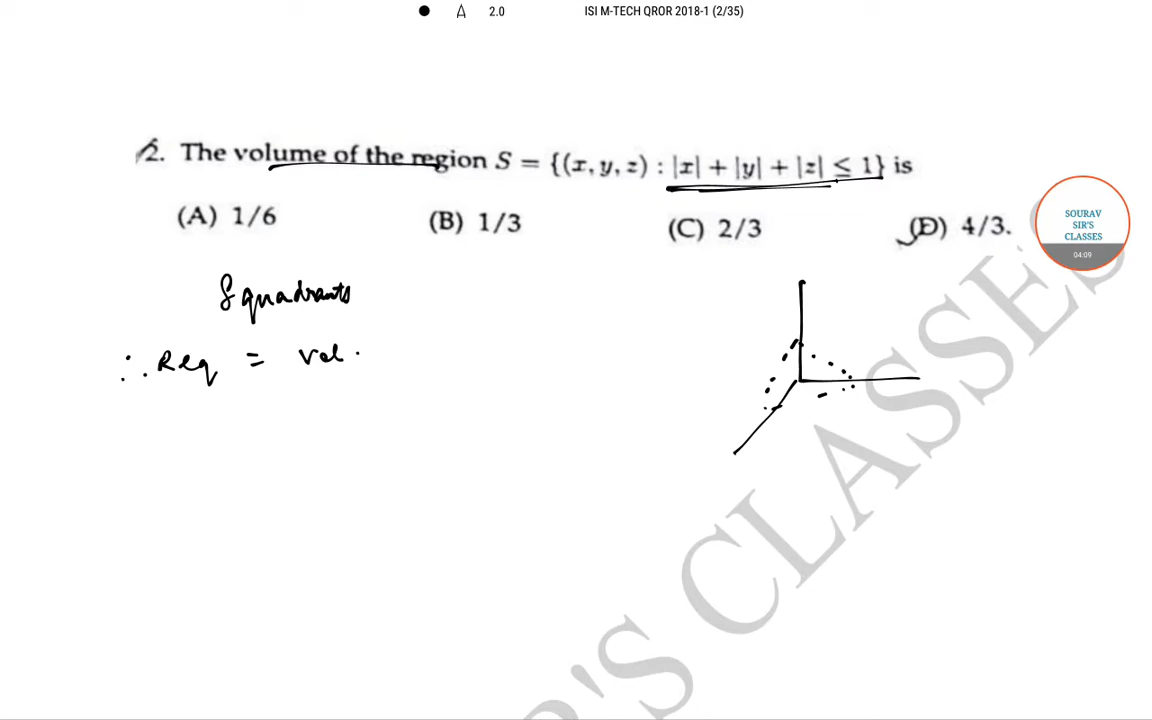 A 2.0 ISI M-TECH QROR 2018-1 (2/35)
2. The volume of the region S = {(x, y, z) : |x| + |y| + |z| ≤ 1} is
(A) 1/6 (B) 1/3 (C) 2/3 (D) 4/3.
SOURAV
SIR'S
CLASSES
04:09
8 quadrants
∴ Req = Vol.
R'S CLASSES